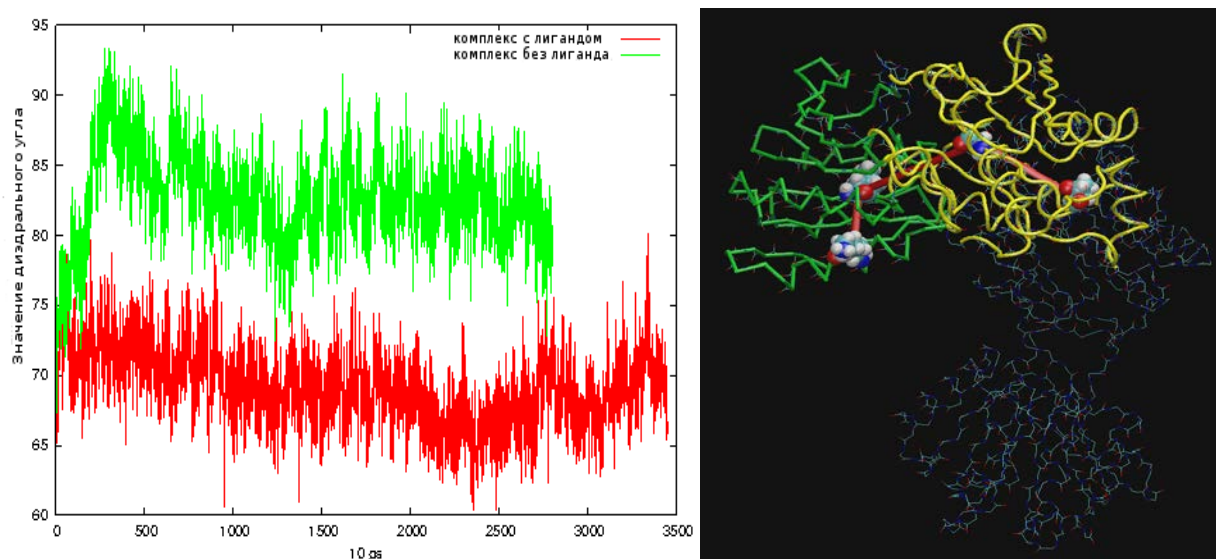 95
90
85
80
75
70
65
60
Значение диэдрального угла
комплекс с лигандом
комплекс без лиганда
0 500 1000 1500 2000 2500 3000 3500
10 ps